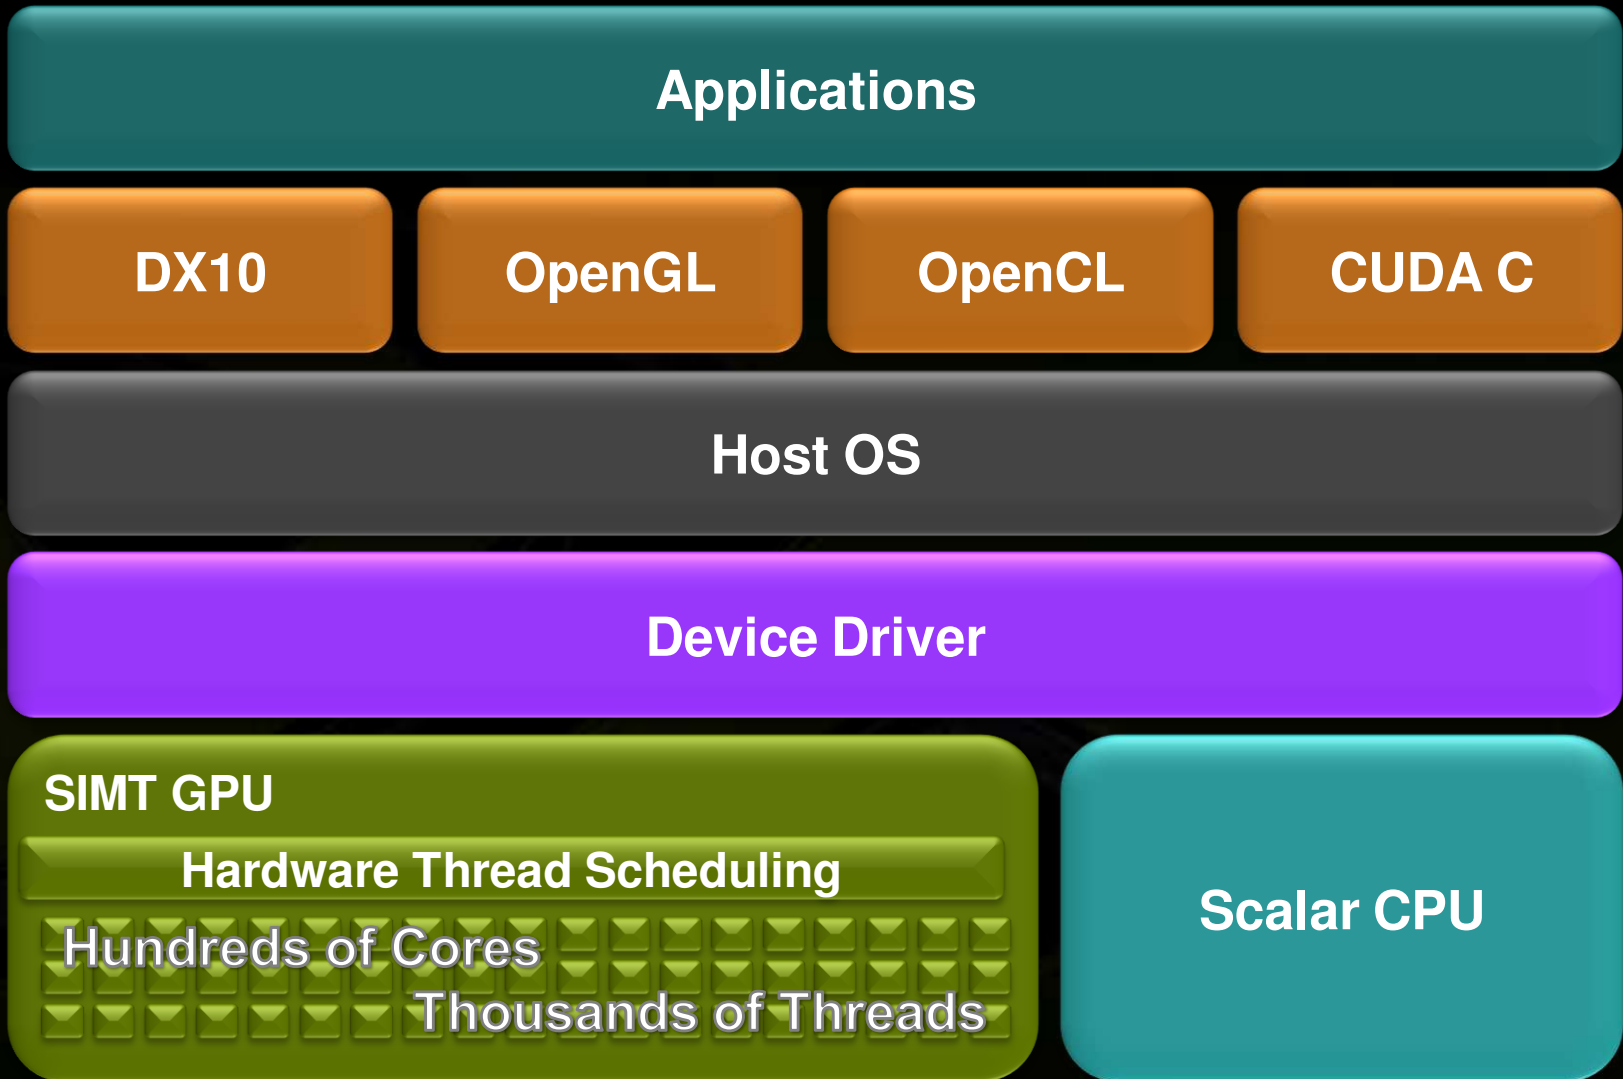 Applications
DX10
OpenGL
OpenCL
CUDA C
Host OS
Device Driver
SIMT GPU
Hardware Thread Scheduling
Hundreds of Cores
Thousands of Threads
Scalar CPU